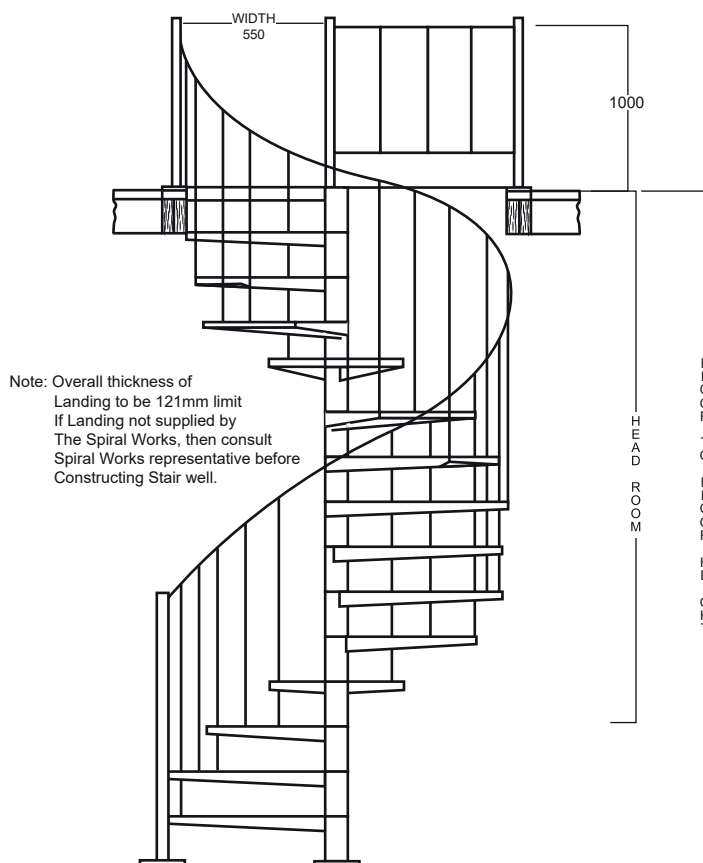 WIDTH
550
1000
Note: Overall thickness of
Landing to be 121mm limit
If Landing not supplied by
The Spiral Works, then consult
Spiral Works representative before
Constructing Stair well.
HEAD ROOM